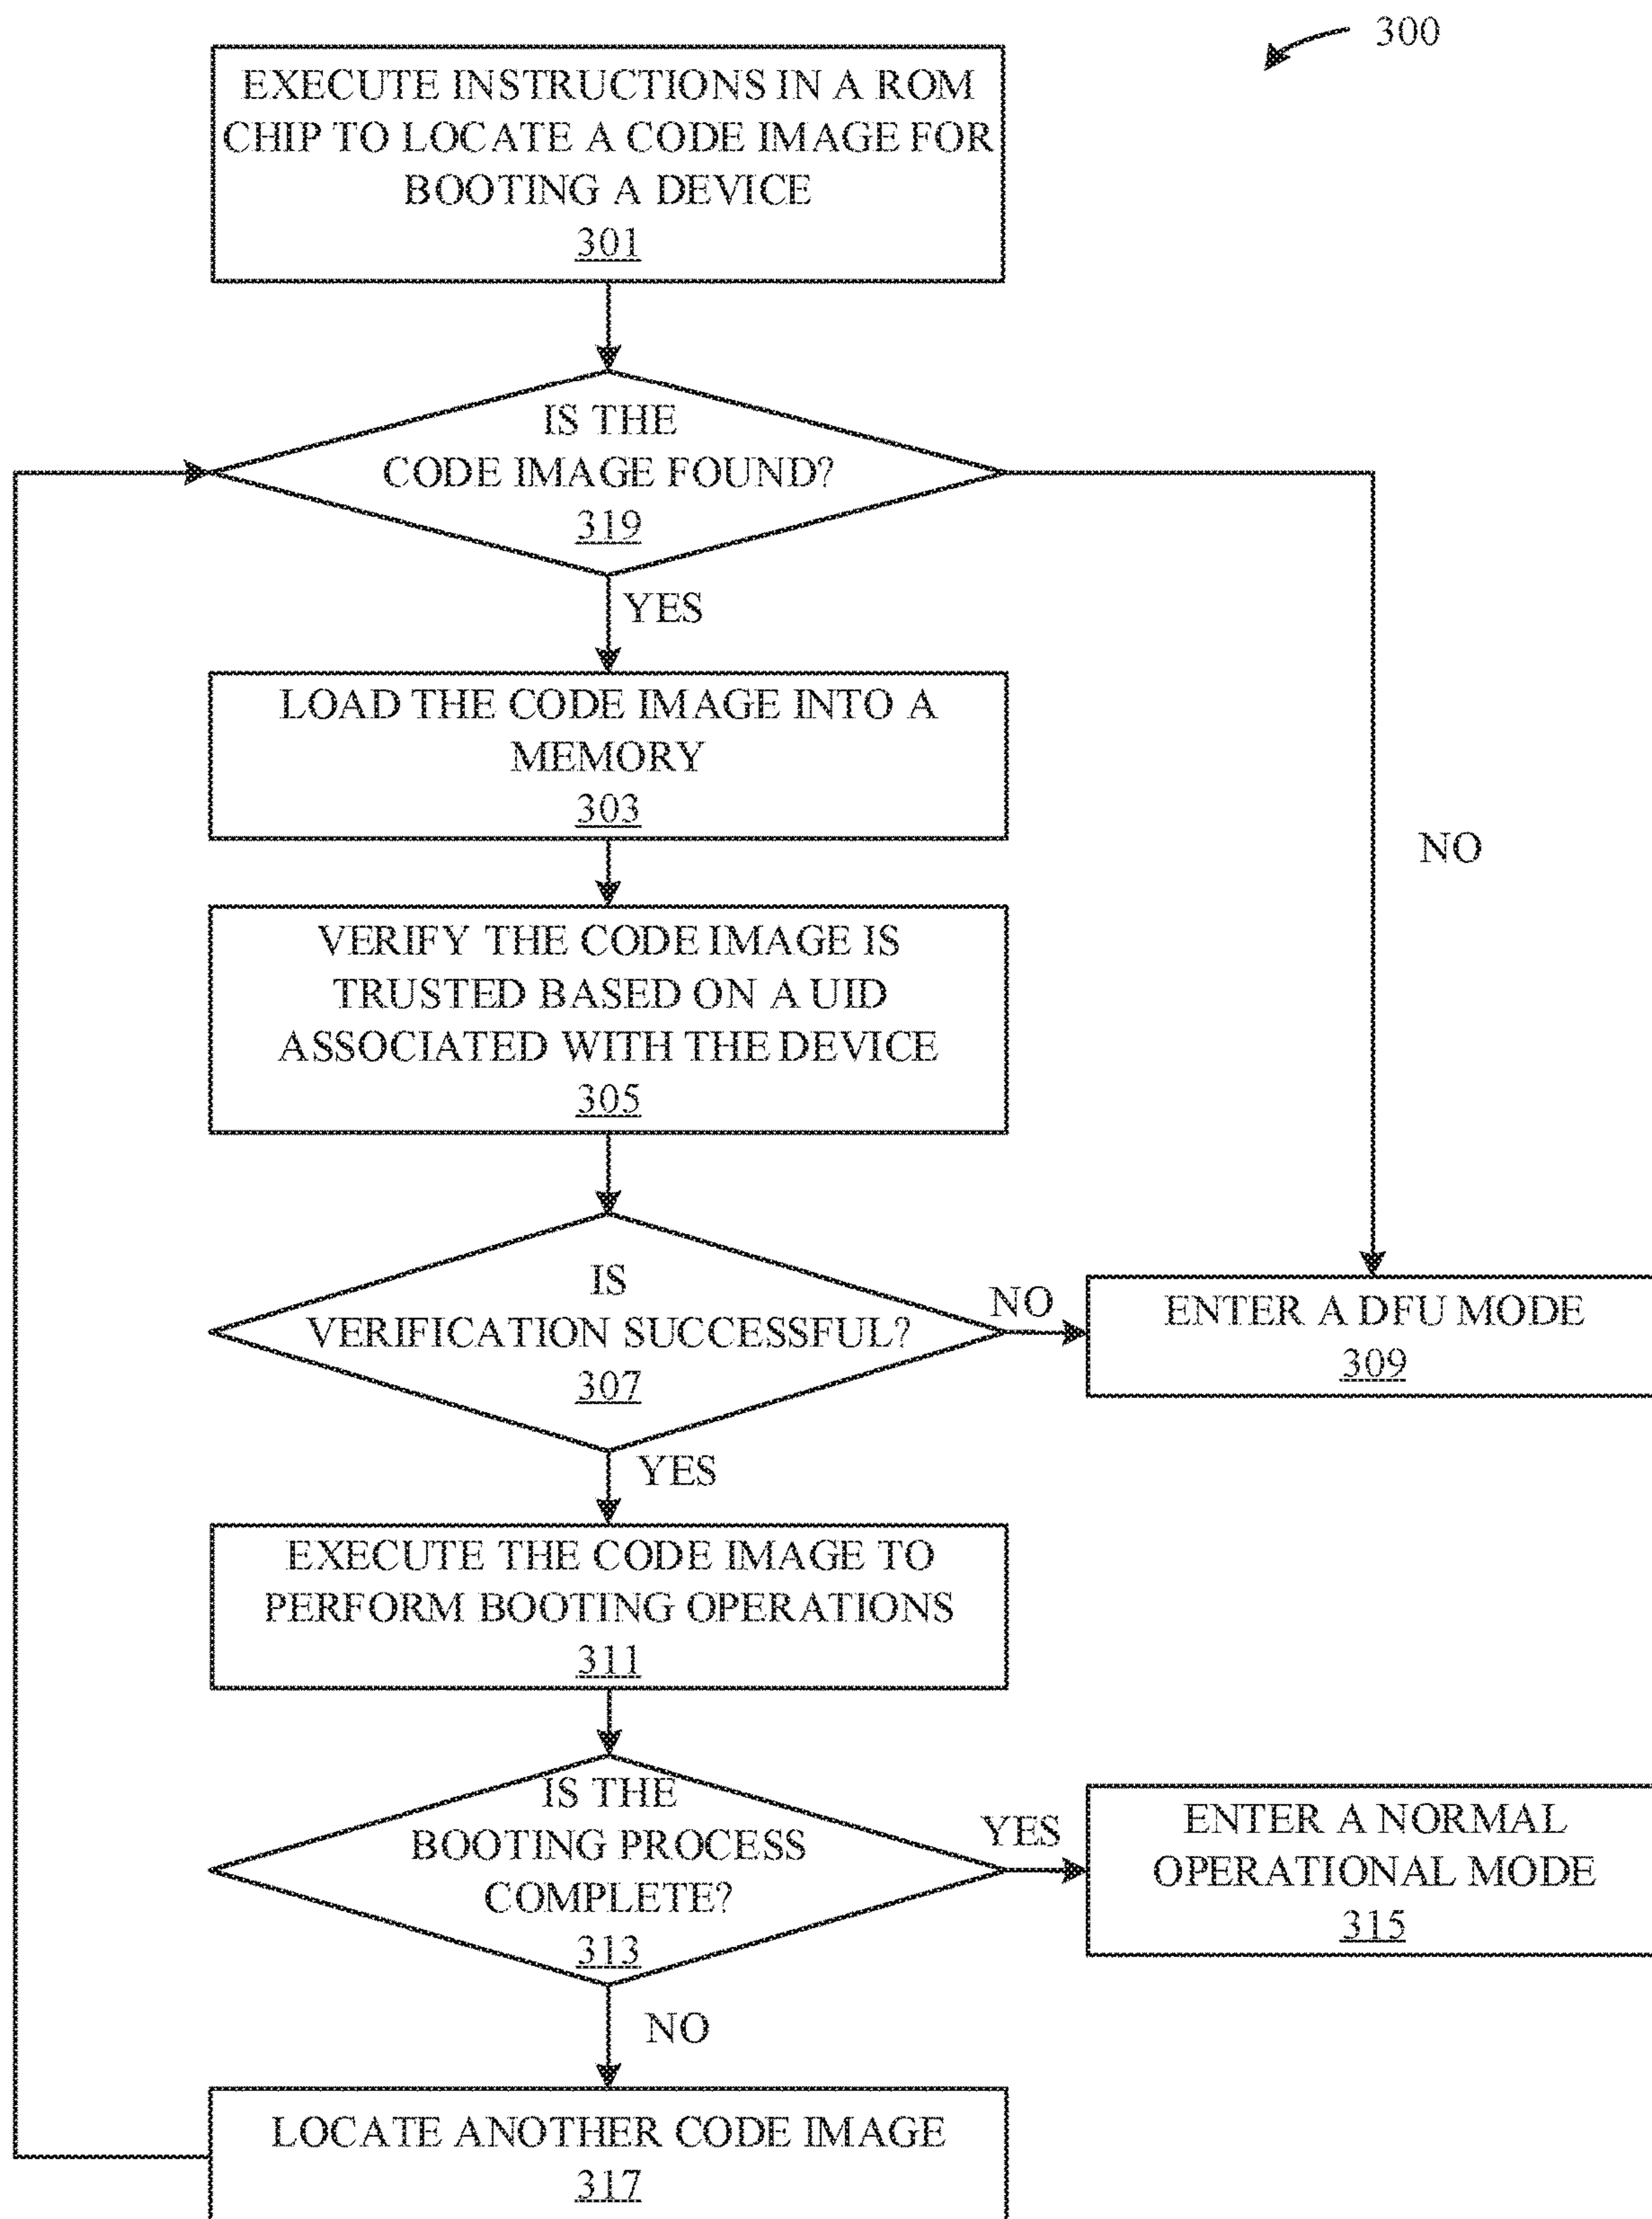 300
EXECUTE INSTRUCTIONS IN A ROM
CHIP TO LOCATE A CODE IMAGE FOR
BOOTING A DEVICE
301
IS THE
CODE IMAGE FOUND?
319
YES
LOAD THE CODE IMAGE INTO A
MEMORY
303
NO
VERIFY THE CODE IMAGE IS
TRUSTED BASED ON A UID
ASSOCIATED WITH THE DEVICE
305
IS
VERIFICATION SUCCESSFUL?
307
NO
ENTER A DFU MODE
309
YES
EXECUTE THE CODE IMAGE TO
PERFORM BOOTING OPERATIONS
311
IS THE
BOOTING PROCESS
COMPLETE?
313
YES
ENTER A NORMAL
OPERATIONAL MODE
315
NO
LOCATE ANOTHER CODE IMAGE
317